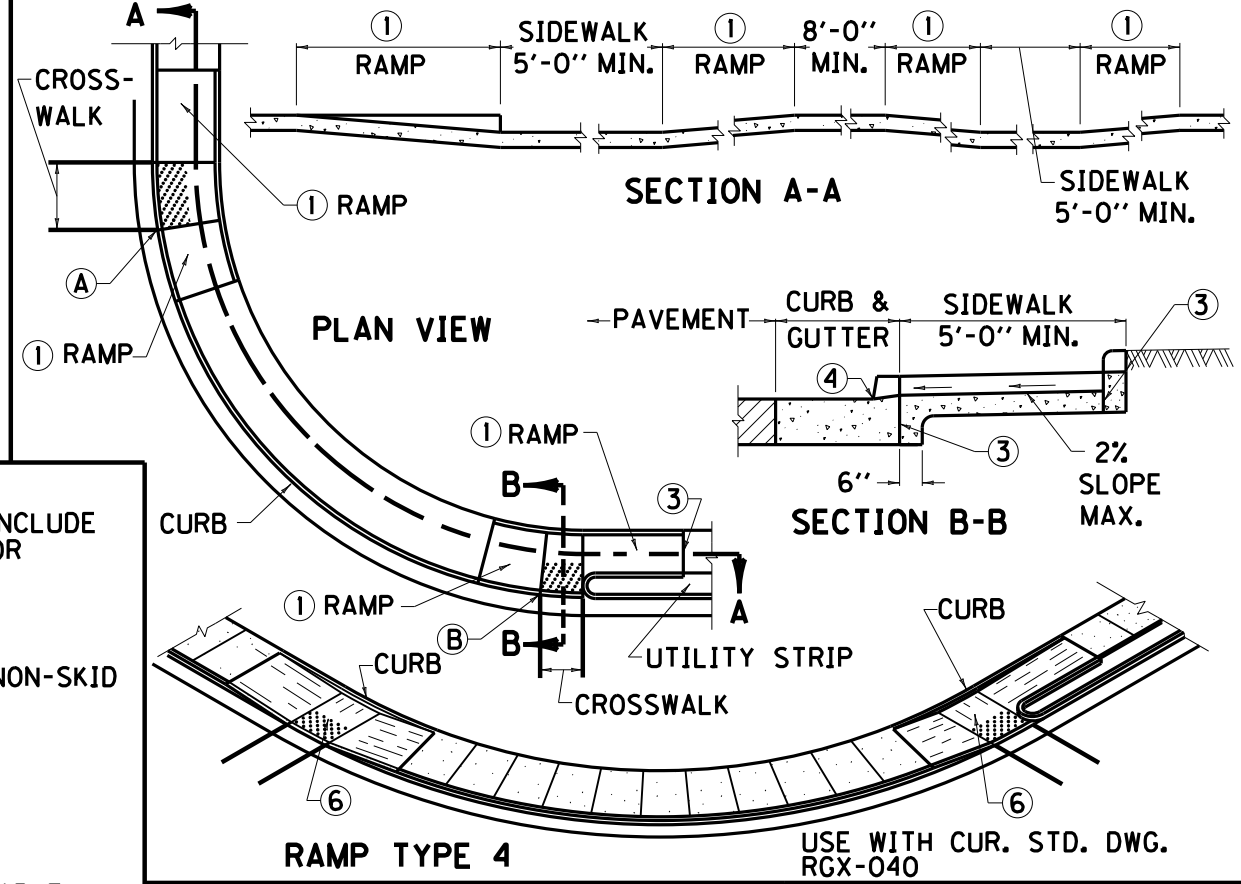 A
①
RAMP
SIDEWALK
5'-0'' MIN.
①
RAMP
8'-0''
MIN.
①
RAMP
①
RAMP
CROSS-
WALK
SECTION A-A
SIDEWALK
5'-0'' MIN.
① RAMP
Ⓐ
① RAMP
PLAN VIEW
PAVEMENT
CURB &
GUTTER
SIDEWALK
5'-0'' MIN.
③
④
③
6''
2%
SLOPE
MAX.
SECTION B-B
① RAMP
B
③
CURB
① RAMP
Ⓑ
B
A
UTILITY STRIP
CROSSWALK
NCLUDE
OR
NON-SKID
CURB
CURB
⑥
⑥
RAMP TYPE 4
USE WITH CUR. STD. DWG.
RGX-040